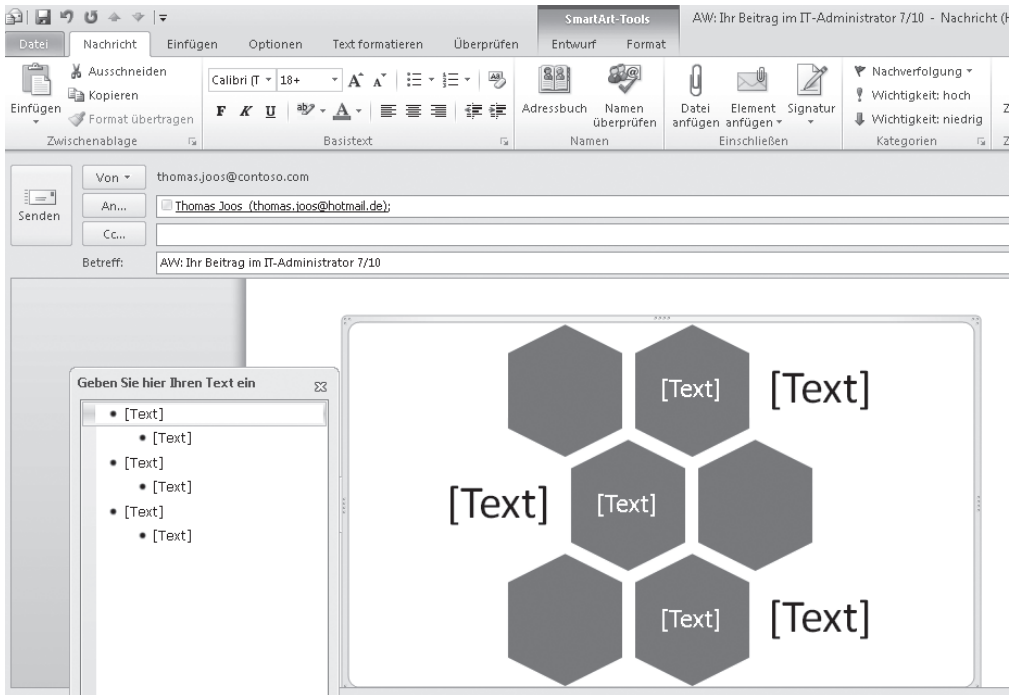 SmartArt-Tools AW: Ihr Beitrag im IT-Administrator 7/10 - Nachricht (H
Datei Nachricht Einfügen Optionen Text formatieren Überprüfen Entwurf Format
Ausschneiden
Kopieren
Format übertragen
Einfügen
Zwischenablage
Calibri (T 18+ A A
F K U ab A
Basistext
Adressbuch Namen überprüfen
Namen
Datei anfügen Element anfügen Signatur
Einschließen
Nachverfolgung
Wichtigkeit: hoch
Wichtigkeit: niedrig
Kategorien
Z
Z
Senden
Von thomas.joos@contoso.com
An... Thomas Joos (thomas.joos@hotmail.de);
Cc...
Betreff: AW: Ihr Beitrag im IT-Administrator 7/10
Geben Sie hier Ihren Text ein
[Text]
[Text]
[Text]
[Text]
[Text]
[Text]
[Text] [Text]
[Text] [Text]
[Text] [Text]